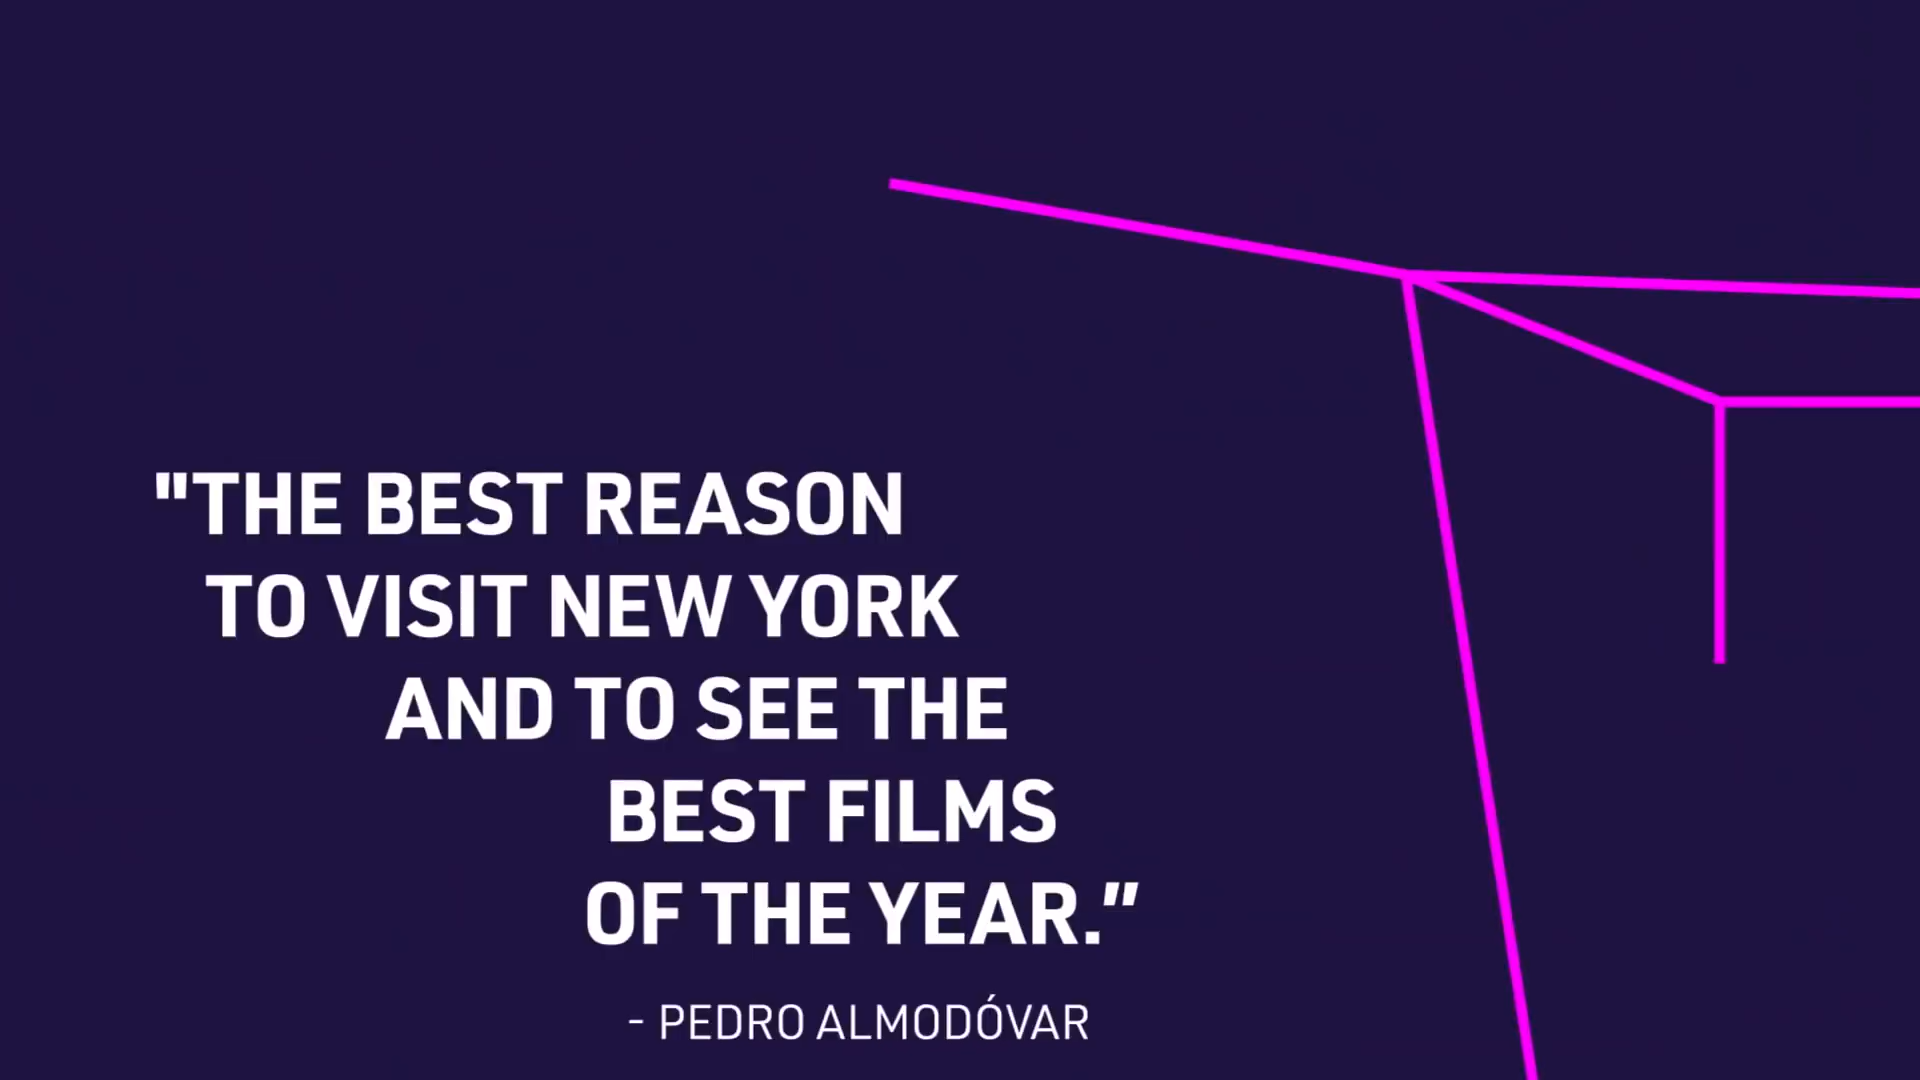 "THE BEST REASON
TO VISIT NEW YORK
AND TO SEE THE
BEST FILMS
OF THE YEAR.”
- PEDRO ALMODÓVAR